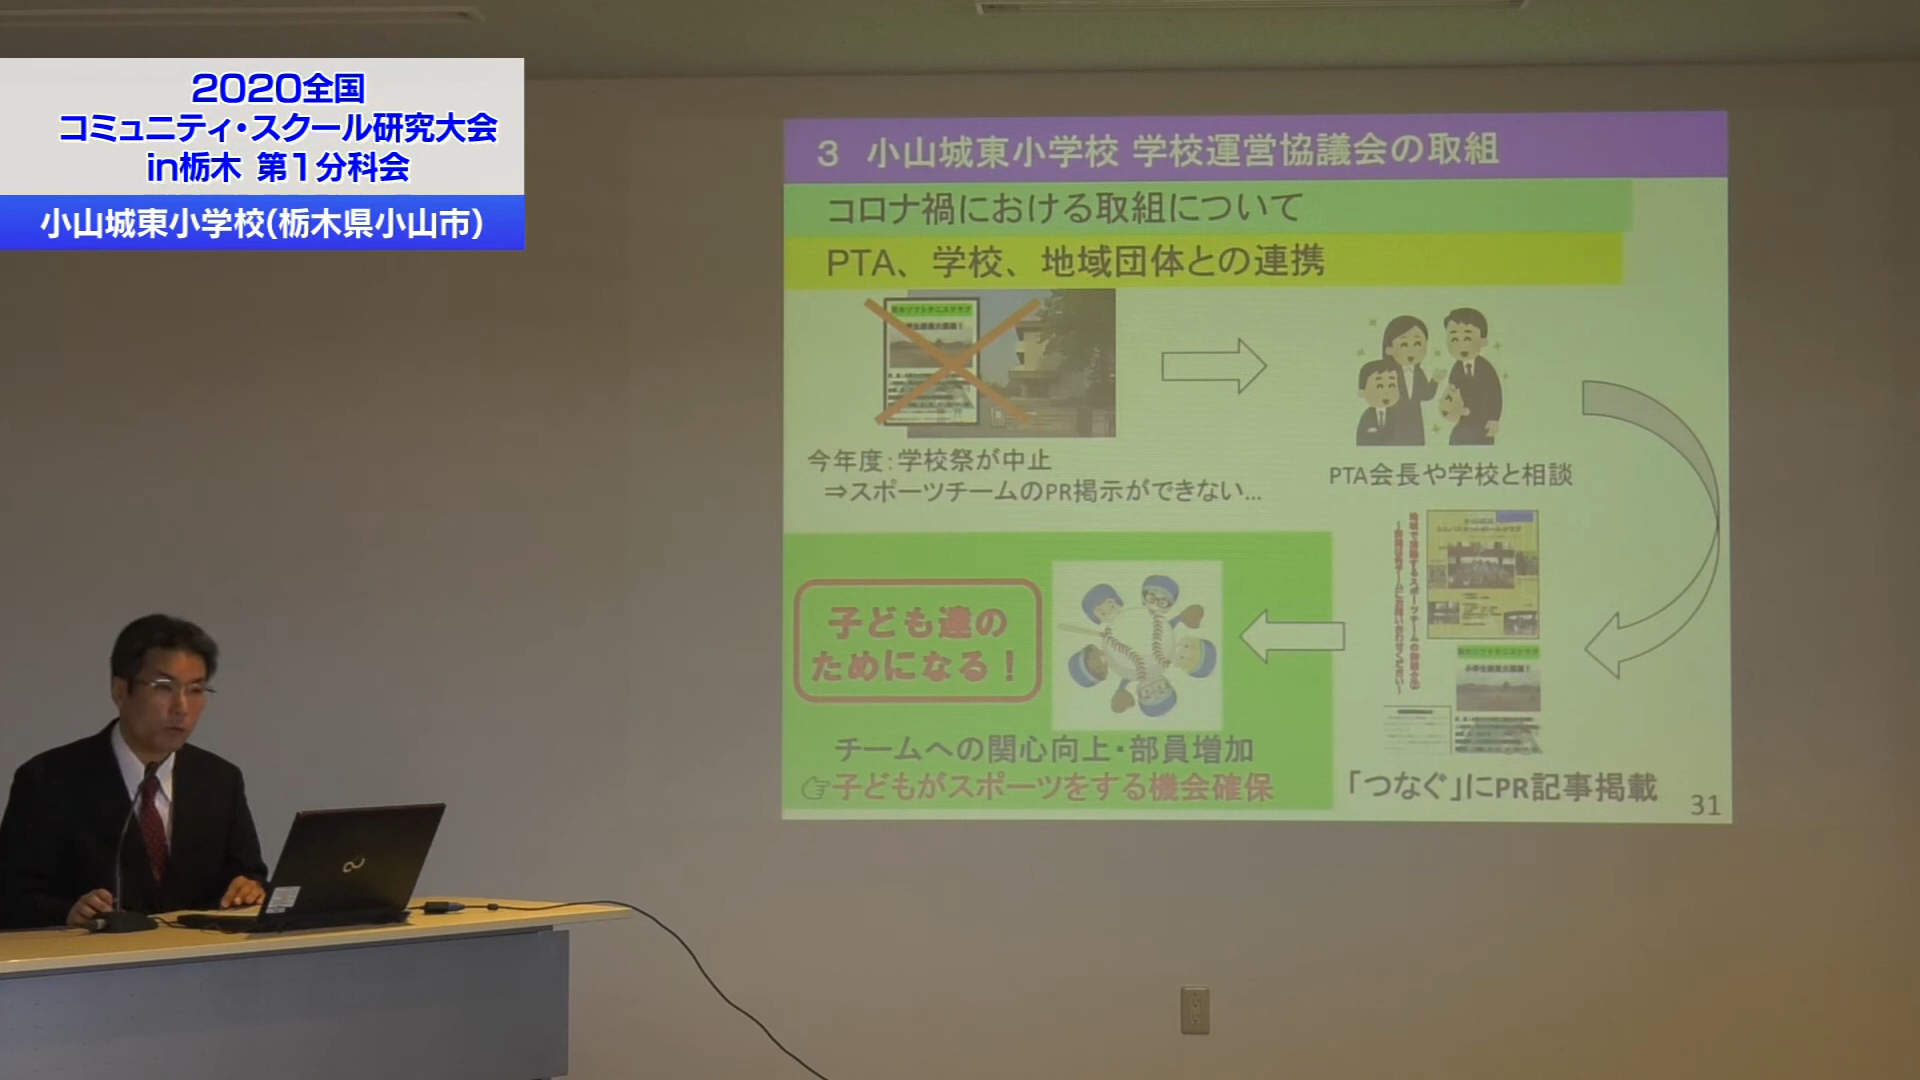 2020全国
コミュニティ・スクール研究大会
in栃木 第1分科会
小山城東小学校(栃木県小山市)
3 小山城東小学校 学校運営協議会の取組
コロナ禍における取組について
PTA、学校、地域団体との連携
今年度：学校祭が中止
⇒スポーツチームのPR掲示ができない…
PTA会長や学校と相談
子ども達の
ためになる！
チームへの関心向上・部員増加
☞子どもがスポーツをする機会確保
「つなぐ」にPR記事掲載
31